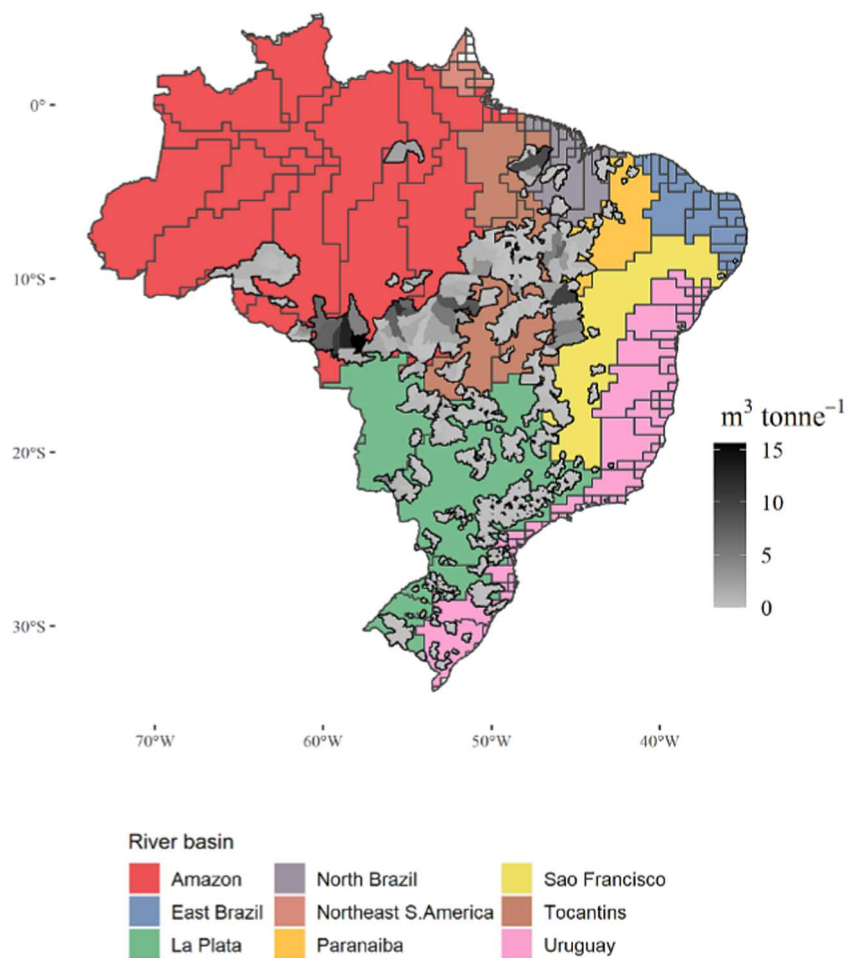 0°
10°S
20°S
30°S
70°W 60°W 50°W 40°W
m³ tonne⁻¹
15
10
5
0
River basin
Amazon North Brazil Sao Francisco
East Brazil Northeast S.America Tocantins
La Plata Paranaiba Uruguay